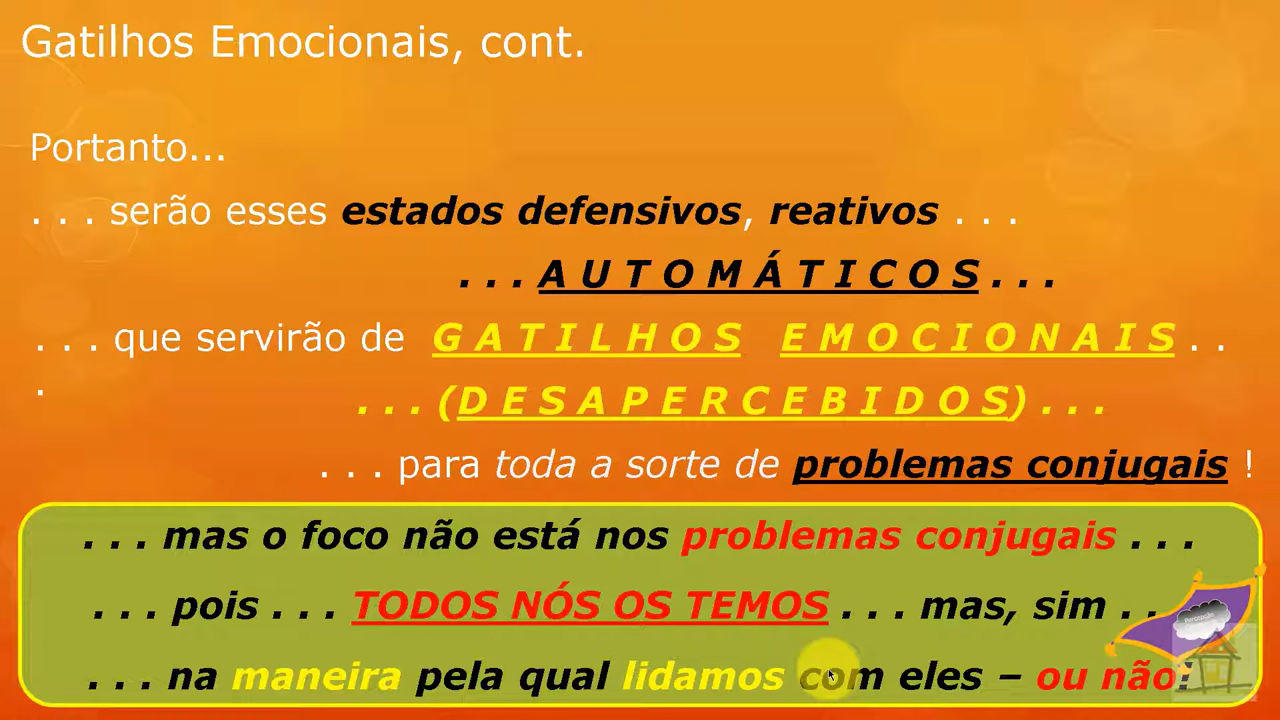 Gatilhos Emocionais, cont.
Portanto...
. . . serão esses estados defensivos, reativos . . .
. . . A U T O M Á T I C O S . . .
. . . que servirão de G A T I L H O S E M O C I O N A I S . .
.
. . . (D E S A P E R C E B I D O S) . . .
. . . para toda a sorte de problemas conjugais !
. . . mas o foco não está nos problemas conjugais . . .
. . . pois . . . TODOS NÓS OS TEMOS . . . mas, sim . .
. . . na maneira pela qual lidamos com eles – ou não!
Percepção